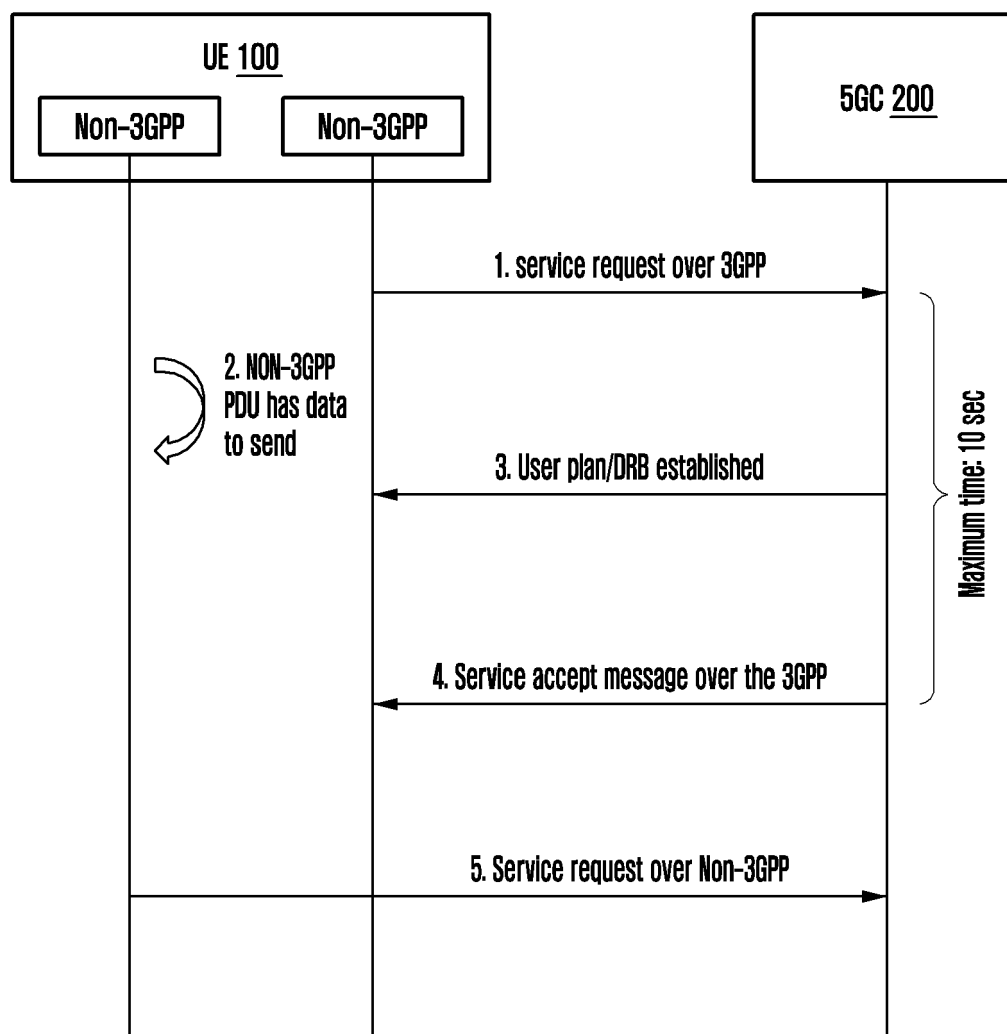 UE 100
5GC 200
Non-3GPP
Non-3GPP
1. service request over 3GPP
2. NON-3GPP
PDU has data
to send
3. User plan/DRB established
Maximum time: 10 sec
4. Service accept message over the 3GPP
5. Service request over Non-3GPP